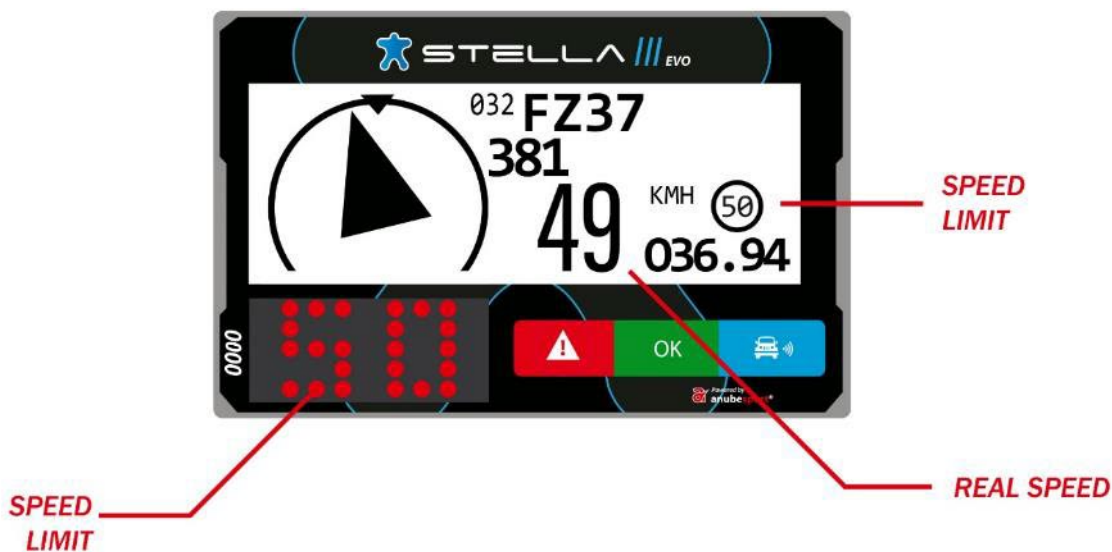 STELLA III EVO
032 FZ37
381
49 KMH 50
036.94
SPEED
LIMIT
50
0000
OK
Powered by
anubesport®
REAL SPEED
SPEED
LIMIT